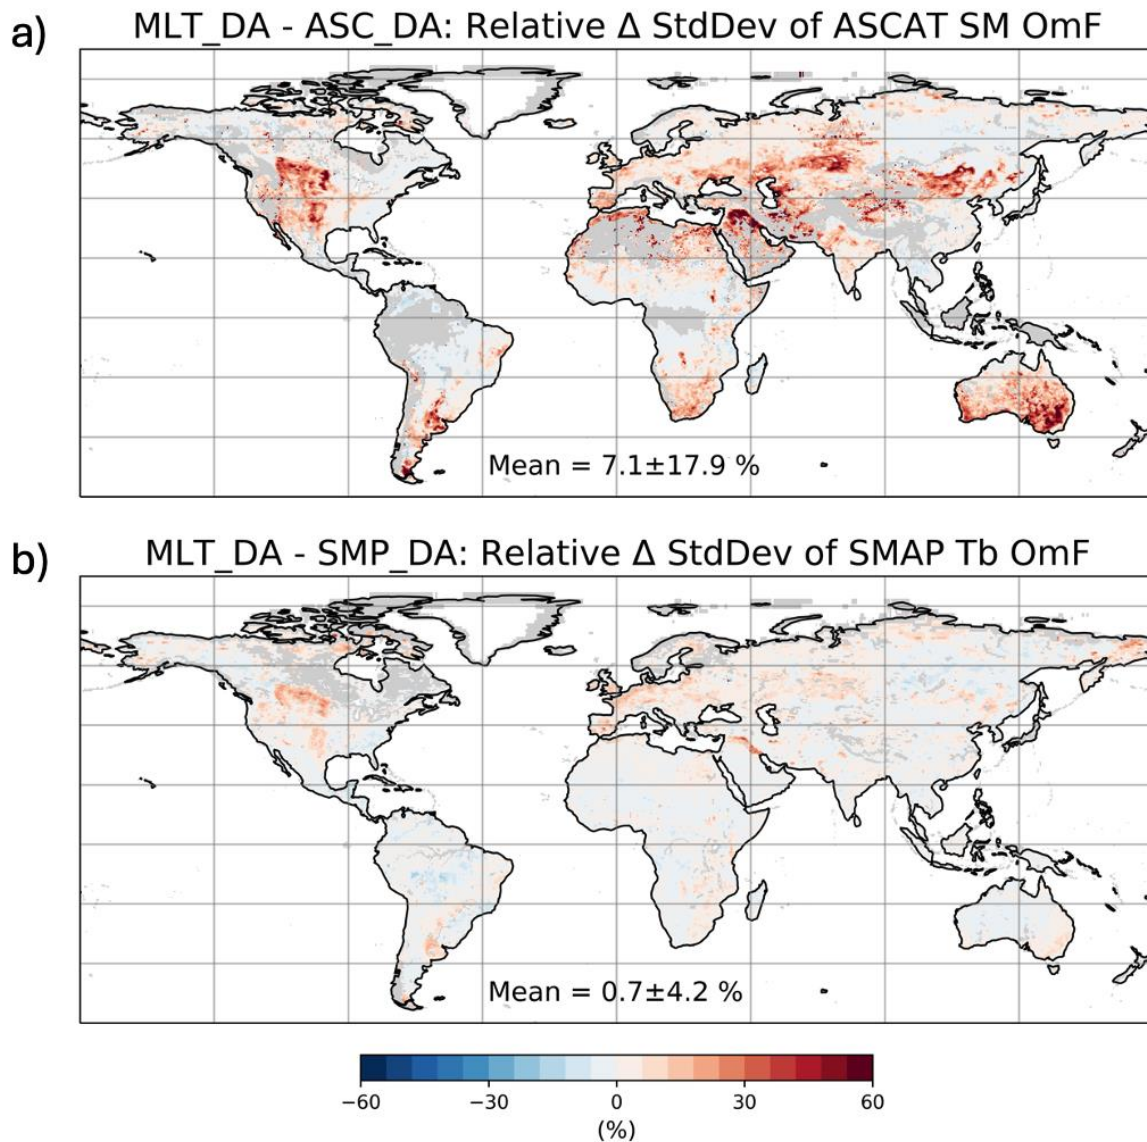 a)
MLT_DA - ASC_DA: Relative Δ StdDev of ASCAT SM OmF
Mean = 7.1±17.9 %
b)
MLT_DA - SMP_DA: Relative Δ StdDev of SMAP Tb OmF
Mean = 0.7±4.2 %
−60 −30 0 30 60
(%)